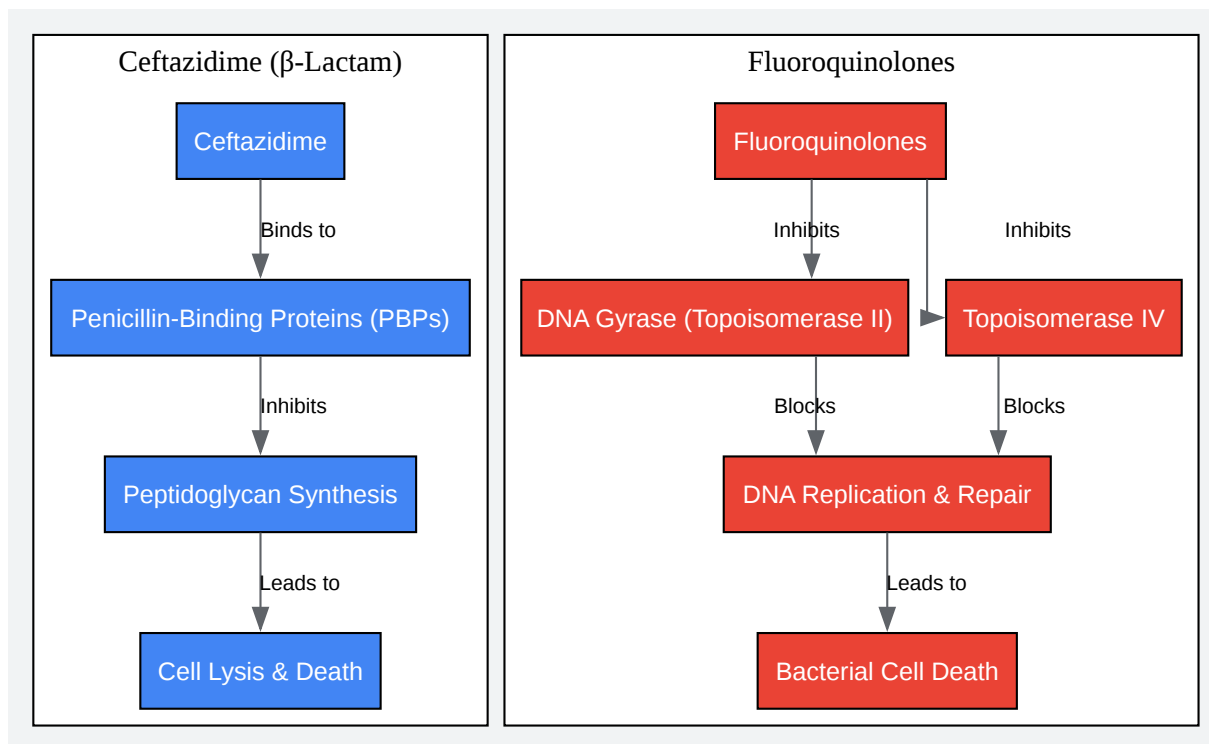 Ceftazidime (β-Lactam)
Ceftazidime
Binds to
Penicillin-Binding Proteins (PBPs)
Inhibits
Peptidoglycan Synthesis
Leads to
Cell Lysis & Death
Fluoroquinolones
Fluoroquinolones
Inhibits
Inhibits
DNA Gyrase (Topoisomerase II)
Topoisomerase IV
Blocks
Blocks
DNA Replication & Repair
Leads to
Bacterial Cell Death